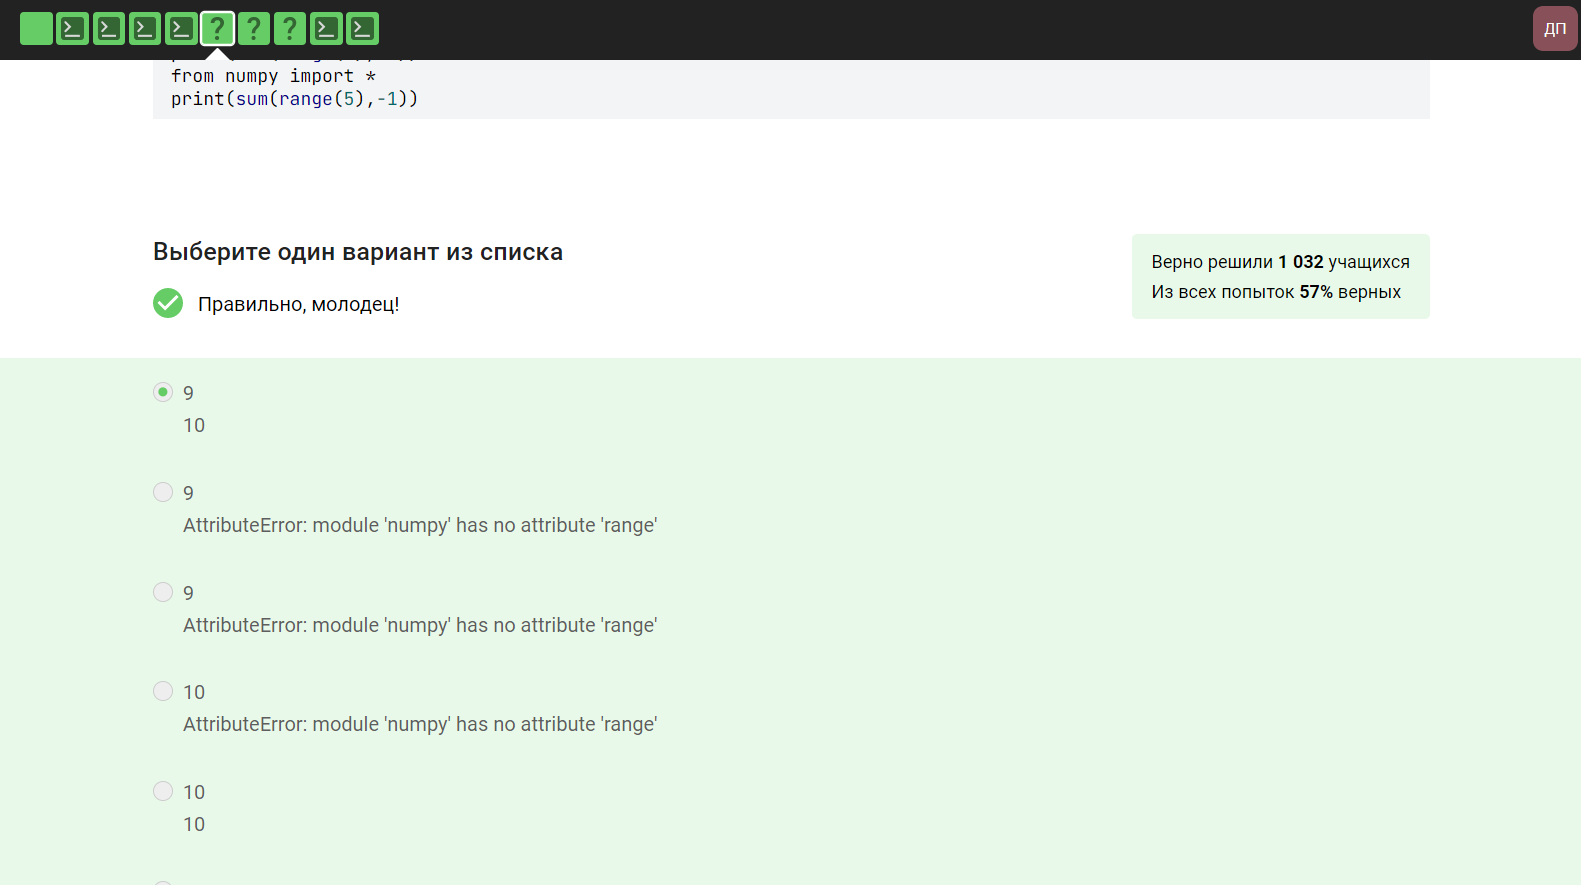 ДП
from numpy import *
print(sum(range(5),-1))
Выберите один вариант из списка
Правильно, молодец!
Верно решили 1 032 учащихся
Из всех попыток 57% верных
9
10
9
AttributeError: module 'numpy' has no attribute 'range'
9
AttributeError: module 'numpy' has no attribute 'range'
10
AttributeError: module 'numpy' has no attribute 'range'
10
10